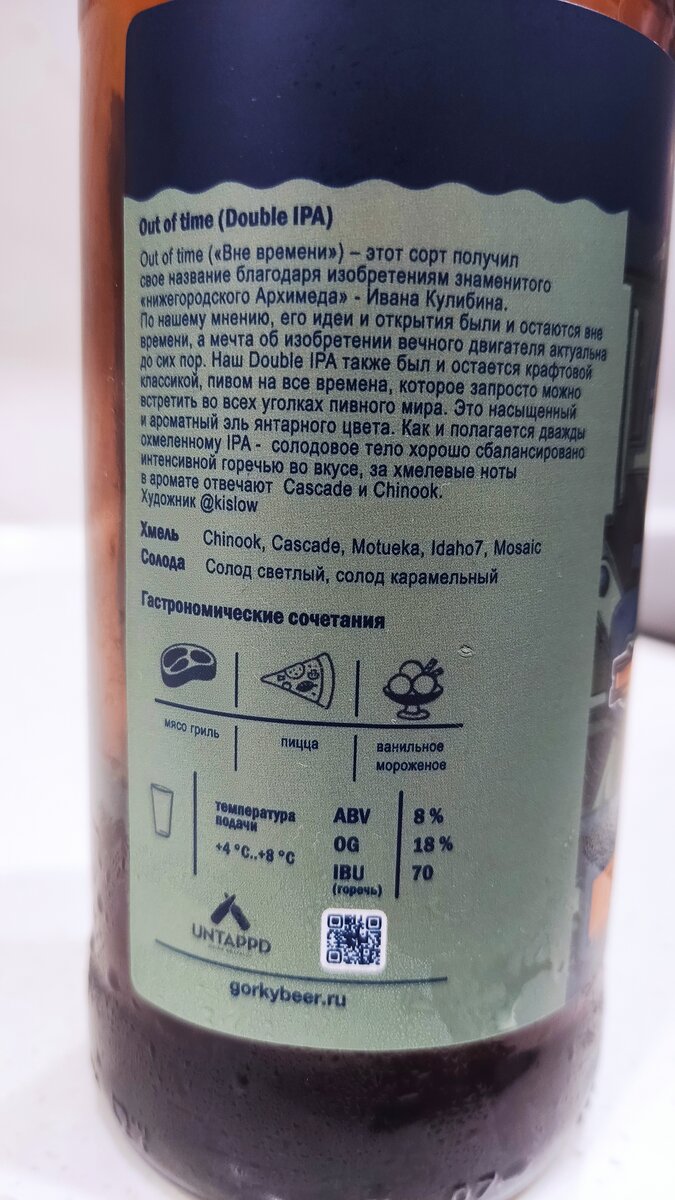 Out of time (Double IPA)
Out of time («Вне времени») – этот сорт получил
свое название благодаря изобретениям знаменитого
«нижегородского Архимеда» - Ивана Кулибина.
По нашему мнению, его идеи и открытия были и остаются вне
времени, а мечта об изобретении вечного двигателя актуальна
до сих пор. Наш Double IPA также был и остается крафтовой
классикой, пивом на все времена, которое запросто можно
встретить во всех уголках пивного мира. Это насыщенный
и ароматный эль янтарного цвета. Как и полагается дважды
охмеленному IPA - солодовое тело хорошо сбалансировано
интенсивной горечью во вкусе, за хмелевые ноты
в аромате отвечают Cascade и Chinook.
Художник @kislow
Хмель Chinook, Cascade, Motueka, Idaho7, Mosaic
Солода Солод светлый, солод карамельный
Гастрономические сочетания
мясо гриль
пицца
ванильное
мороженое
температура
подачи
+4 °C..+8 °C
ABV 8 %
OG 18 %
IBU 70
(горечь)
UNTAPPD
gorkybeer.ru